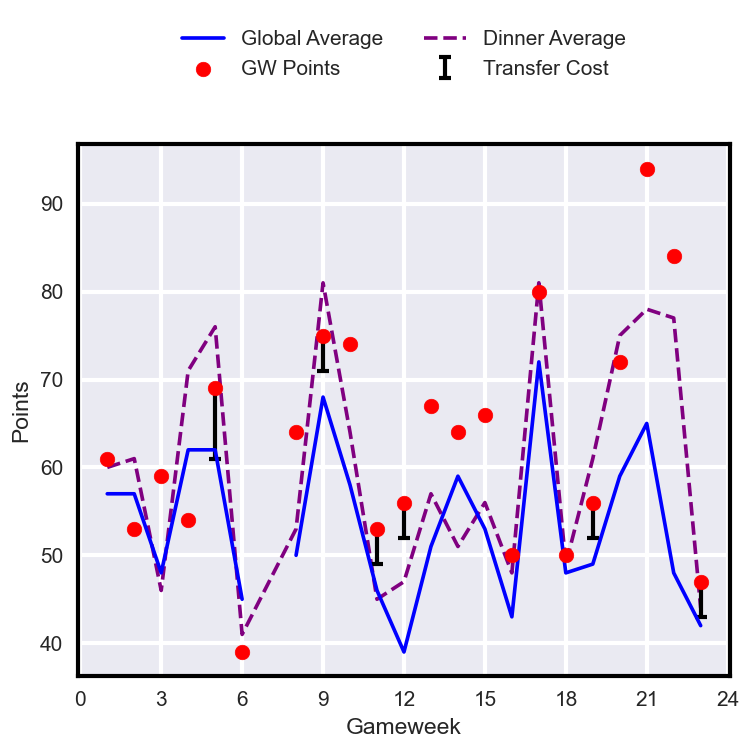 Global Average
Dinner Average
GW Points
Transfer Cost
90
80
70
60
50
40
Points
0 3 6 9 12 15 18 21 24
Gameweek